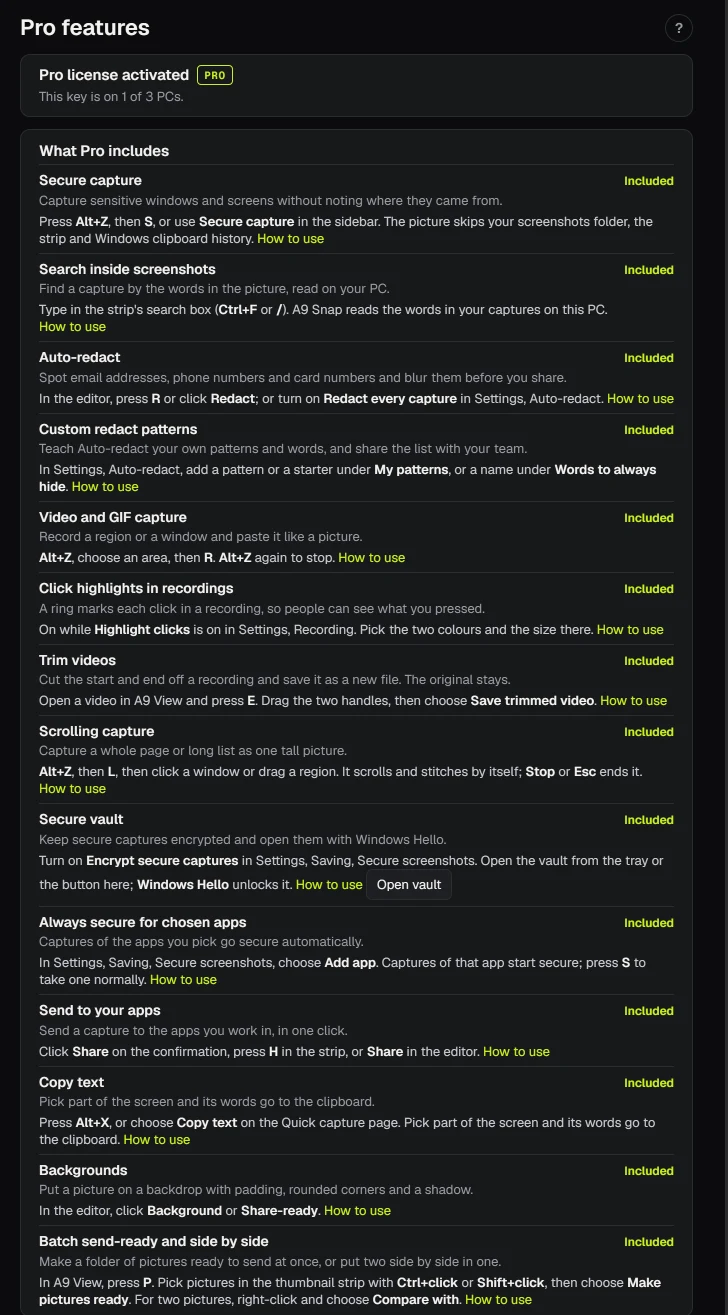 Pro features
?
Pro license activated PRO
This key is on 1 of 3 PCs.
What Pro includes
Secure capture Included
Capture sensitive windows and screens without noting where they came from.
Press Alt+Z, then S, or use Secure capture in the sidebar. The picture skips your screenshots folder, the
strip and Windows clipboard history. How to use
Search inside screenshots Included
Find a capture by the words in the picture, read on your PC.
Type in the strip's search box (Ctrl+F or /). A9 Snap reads the words in your captures on this PC.
How to use
Auto-redact Included
Spot email addresses, phone numbers and card numbers and blur them before you share.
In the editor, press R or click Redact; or turn on Redact every capture in Settings, Auto-redact. How to use
Custom redact patterns Included
Teach Auto-redact your own patterns and words, and share the list with your team.
In Settings, Auto-redact, add a pattern or a starter under My patterns, or a name under Words to always
hide. How to use
Video and GIF capture Included
Record a region or a window and paste it like a picture.
Alt+Z, choose an area, then R. Alt+Z again to stop. How to use
Click highlights in recordings Included
A ring marks each click in a recording, so people can see what you pressed.
On while Highlight clicks is on in Settings, Recording. Pick the two colours and the size there. How to use
Trim videos Included
Cut the start and end off a recording and save it as a new file. The original stays.
Open a video in A9 View and press E. Drag the two handles, then choose Save trimmed video. How to use
Scrolling capture Included
Capture a whole page or long list as one tall picture.
Alt+Z, then L, then click a window or drag a region. It scrolls and stitches by itself; Stop or Esc ends it.
How to use
Secure vault Included
Keep secure captures encrypted and open them with Windows Hello.
Turn on Encrypt secure captures in Settings, Saving, Secure screenshots. Open the vault from the tray or
the button here; Windows Hello unlocks it. How to use Open vault
Always secure for chosen apps Included
Captures of the apps you pick go secure automatically.
In Settings, Saving, Secure screenshots, choose Add app. Captures of that app start secure; press S to
take one normally. How to use
Send to your apps Included
Send a capture to the apps you work in, in one click.
Click Share on the confirmation, press H in the strip, or Share in the editor. How to use
Copy text Included
Pick part of the screen and its words go to the clipboard.
Press Alt+X, or choose Copy text on the Quick capture page. Pick part of the screen and its words go to
the clipboard. How to use
Backgrounds Included
Put a picture on a backdrop with padding, rounded corners and a shadow.
In the editor, click Background or Share-ready. How to use
Batch send-ready and side by side Included
Make a folder of pictures ready to send at once, or put two side by side in one.
In A9 View, press P. Pick pictures in the thumbnail strip with Ctrl+click or Shift+click, then choose Make
pictures ready. For two pictures, right-click and choose Compare with. How to use